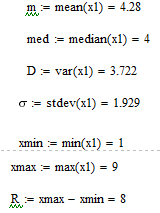 m := mean(x1) = 4.28
med := median(x1) = 4
D := var(x1) = 3.722
σ := stdev(x1) = 1.929
xmin := min(x1) = 1
xmax := max(x1) = 9
R := xmax − xmin = 8